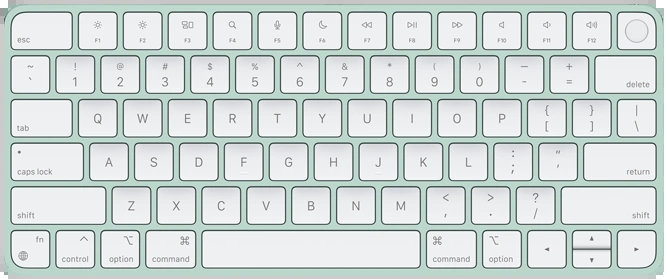 esc F1 F2 F3 F4 F5 F6 F7 F8 F9 F10 F11 F12
~ ! @ # $ % ^ & * ( ) — +
` 1 2 3 4 5 6 7 8 9 0 - = delete
tab Q W E R T Y U I O P { [ } ] | \
caps lock A S D F G H J K L : ; " ' return
shift Z X C V B N M < , > . ? / shift
fn control ^ option ⌥ command ⌘ command ⌘ option ⌥ ◄ ▲ ▼ ►